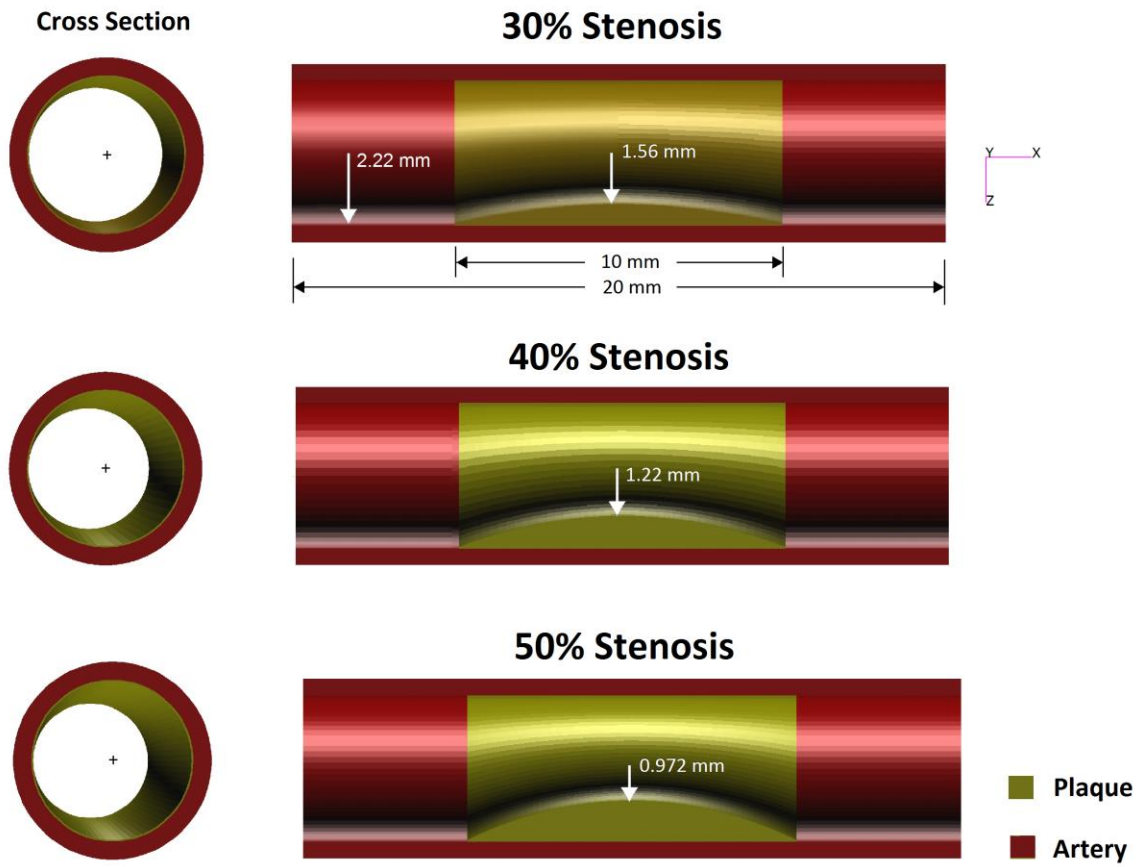 Cross Section
30% Stenosis
2.22 mm
1.56 mm
Y
X
Z
10 mm
20 mm
40% Stenosis
1.22 mm
50% Stenosis
0.972 mm
Plaque
Artery